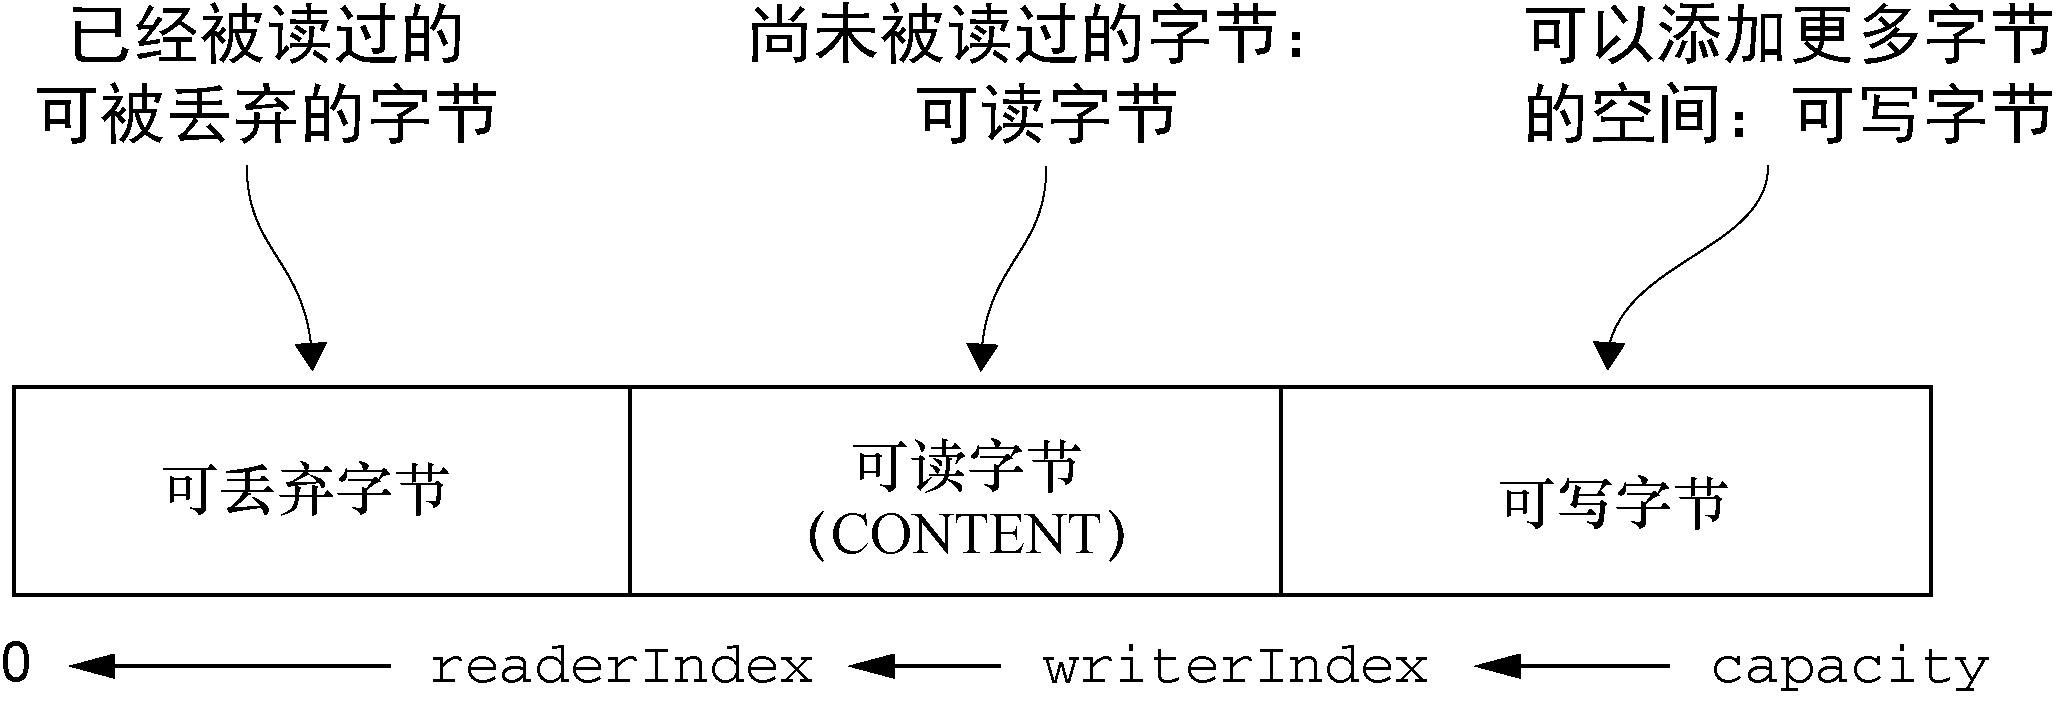 已经被读过的
可被丢弃的字节
尚未被读过的字节：
可读字节
可以添加更多字节
的空间：可写字节
可丢弃字节
可读字节
(CONTENT)
可写字节
0
readerIndex
writerIndex
capacity